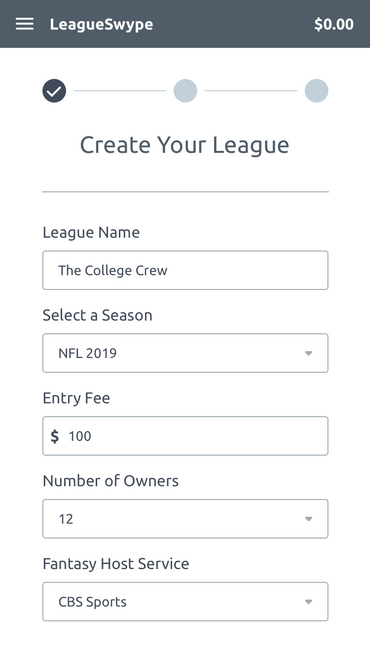 LeagueSwype $0.00
Create Your League
League Name
The College Crew
Select a Season
NFL 2019
Entry Fee
$ 100
Number of Owners
12
Fantasy Host Service
CBS Sports